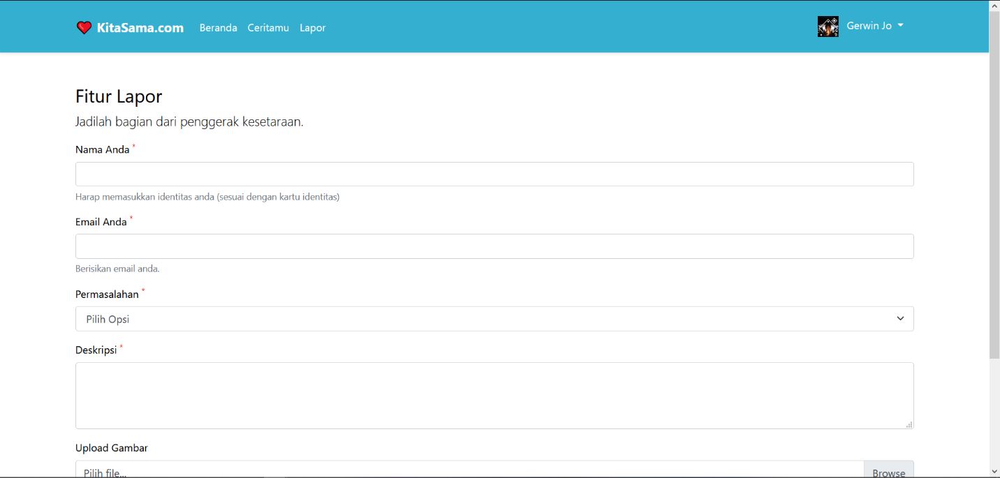 KitaSama.com Beranda Ceritamu Lapor Gerwin Jo
Fitur Lapor
Jadilah bagian dari penggerak kesetaraan.
Nama Anda *
Harap memasukkan identitas anda (sesuai dengan kartu identitas)
Email Anda *
Berisikan email anda.
Permasalahan *
Pilih Opsi
Deskripsi *
Upload Gambar
Pilih file... Browse